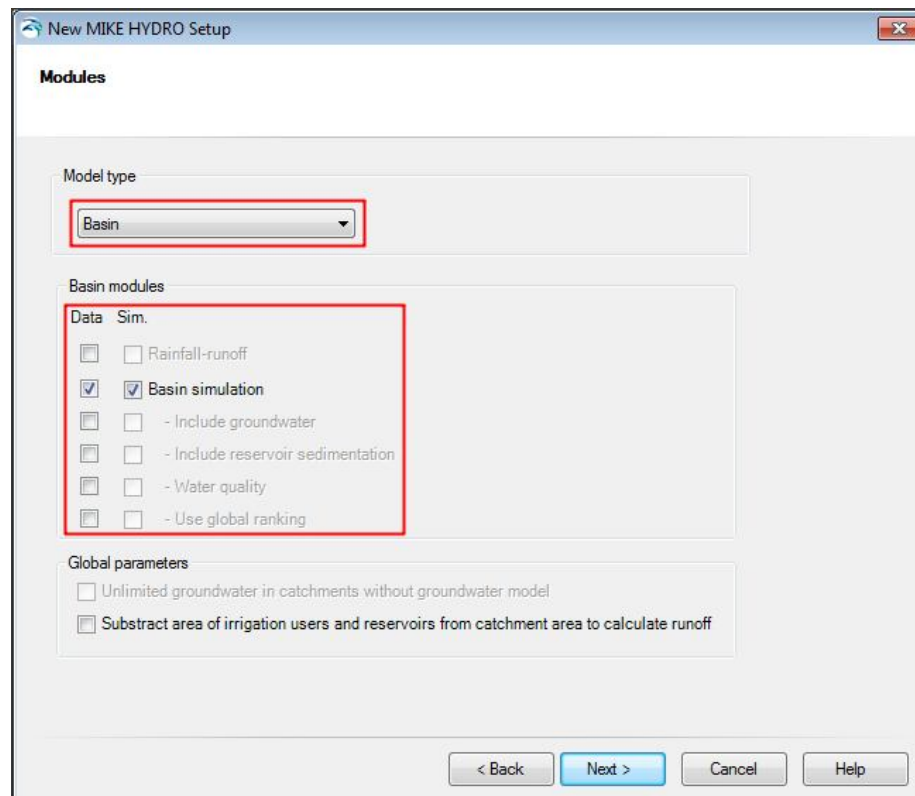 New MIKE HYDRO Setup
Modules
Model type
Basin
Basin modules
Data Sim.
Rainfall-runoff
Basin simulation
- Include groundwater
- Include reservoir sedimentation
- Water quality
- Use global ranking
Global parameters
Unlimited groundwater in catchments without groundwater model
Substract area of irrigation users and reservoirs from catchment area to calculate runoff
< Back Next > Cancel Help